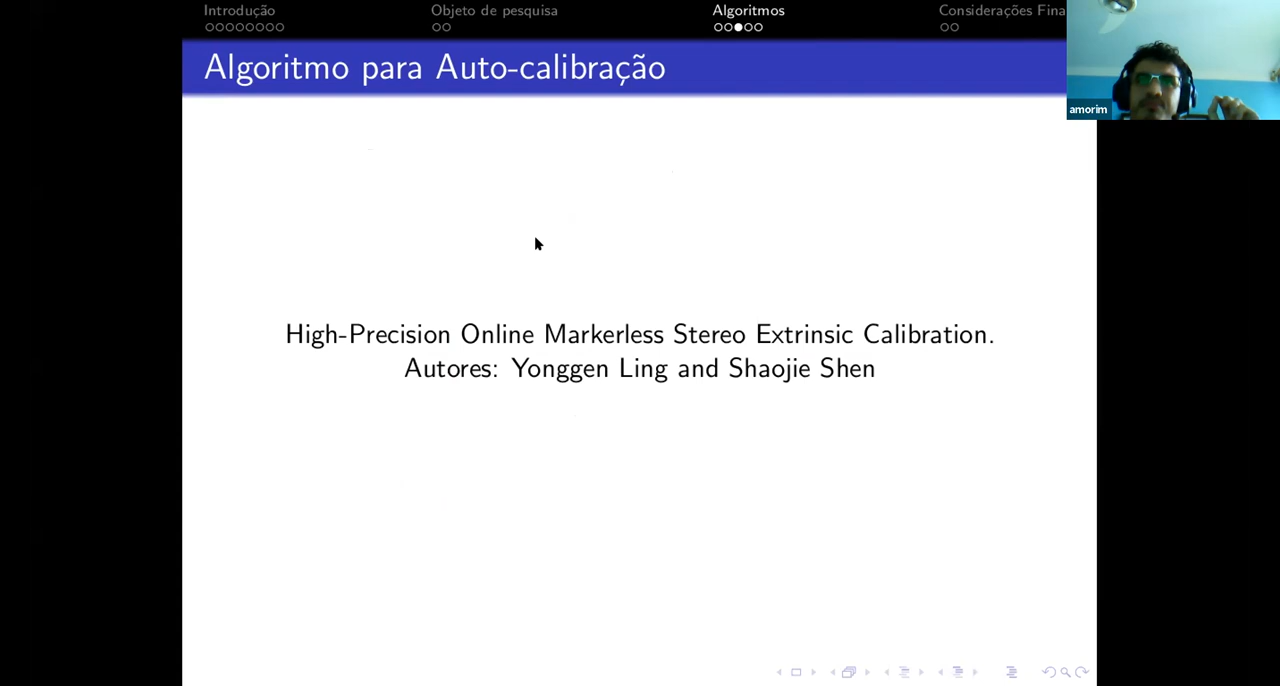 Introdução
Objeto de pesquisa
Algoritmos
Considerações Fina
Algoritmo para Auto-calibração
amorim
High-Precision Online Markerless Stereo Extrinsic Calibration.
Autores: Yonggen Ling and Shaojie Shen